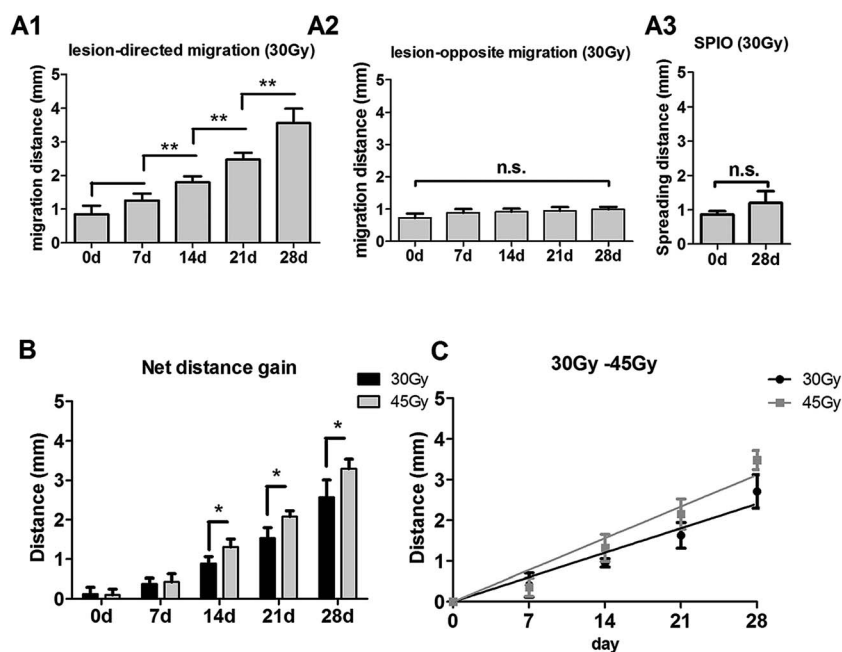 A1
lesion-directed migration (30Gy)
migration distance (mm)
5
4
3
2
1
0
**
**
**
**
0d 7d 14d 21d 28d
A2
lesion-opposite migration (30Gy)
migration distance (mm)
5
4
3
2
1
0
n.s.
0d 7d 14d 21d 28d
A3
SPIO (30Gy)
Spreading distance (mm)
5
4
3
2
1
0
n.s.
0d 28d
B
Net distance gain
30Gy
45Gy
Distance (mm)
5
4
3
2
1
0
*
*
*
0d 7d 14d 21d 28d
C
30Gy -45Gy
30Gy
45Gy
Distance (mm)
5
4
3
2
1
0
0 7 14 21 28
day